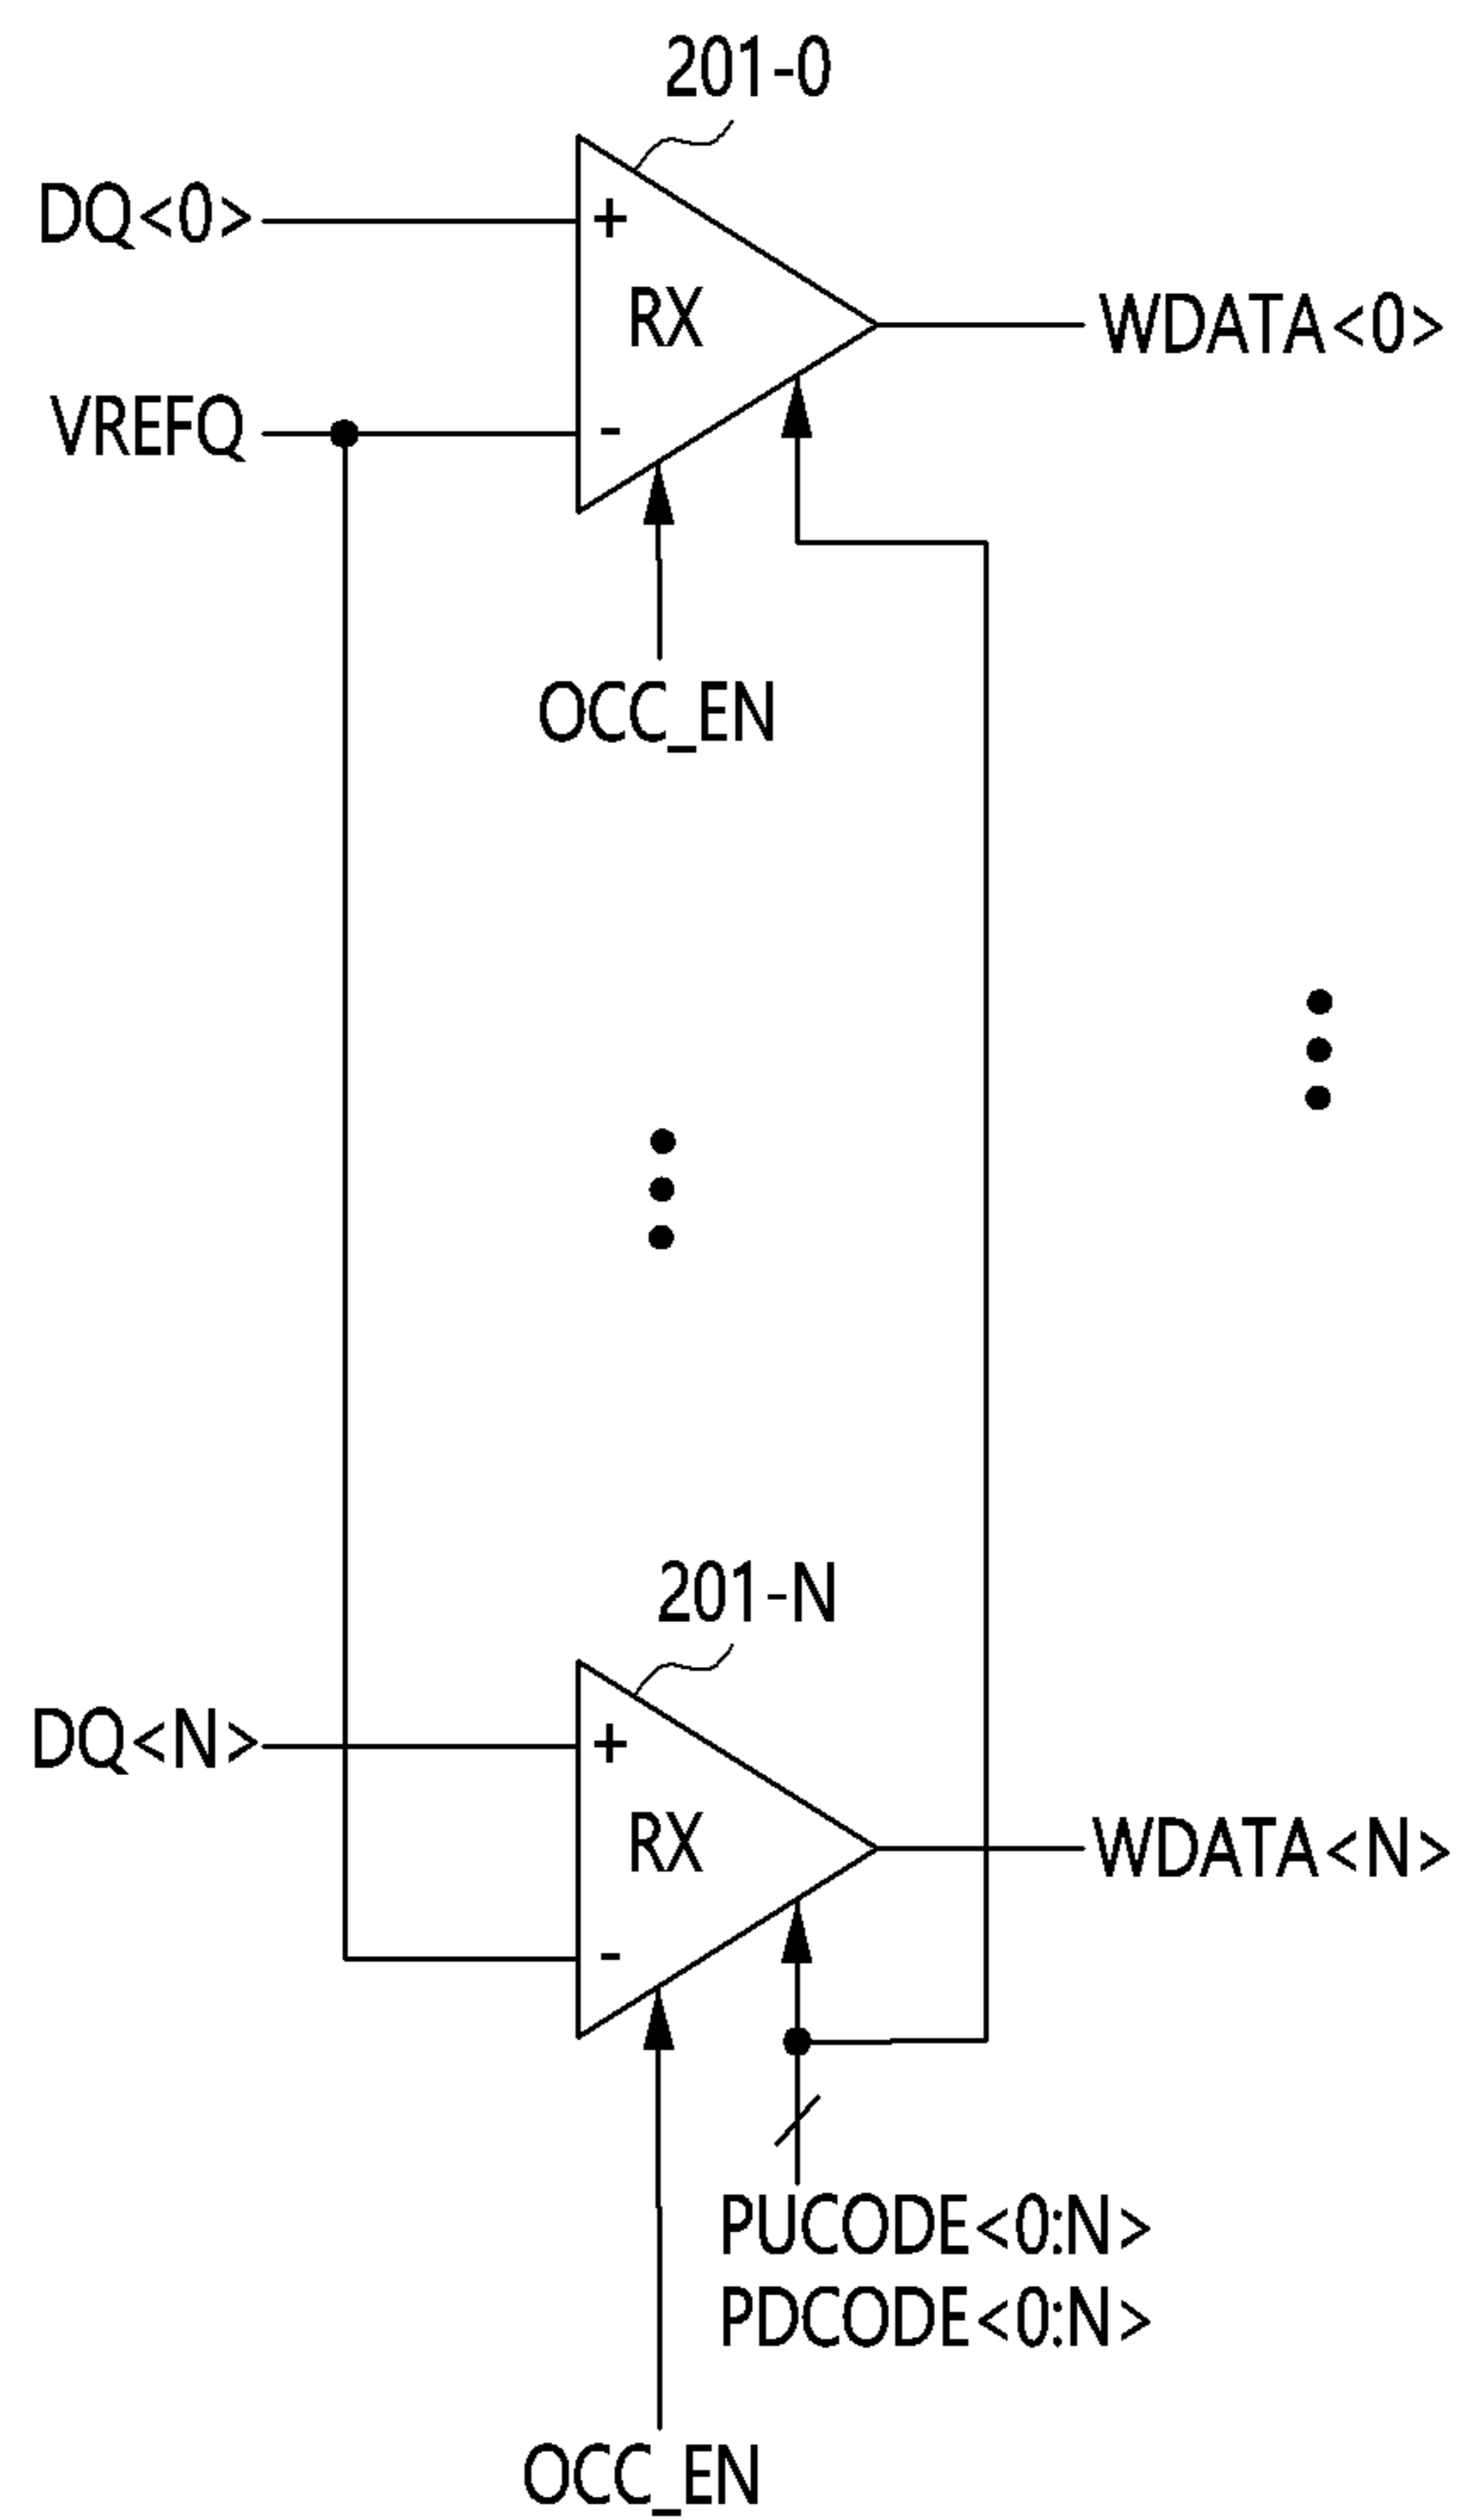 201-0
DQ<0>
+
RX
WDATA<0>
VREFQ
-
OCC_EN
201-N
DQ<N>
+
RX
WDATA<N>
-
PUCODE<0:N>
PDCODE<0:N>
OCC_EN